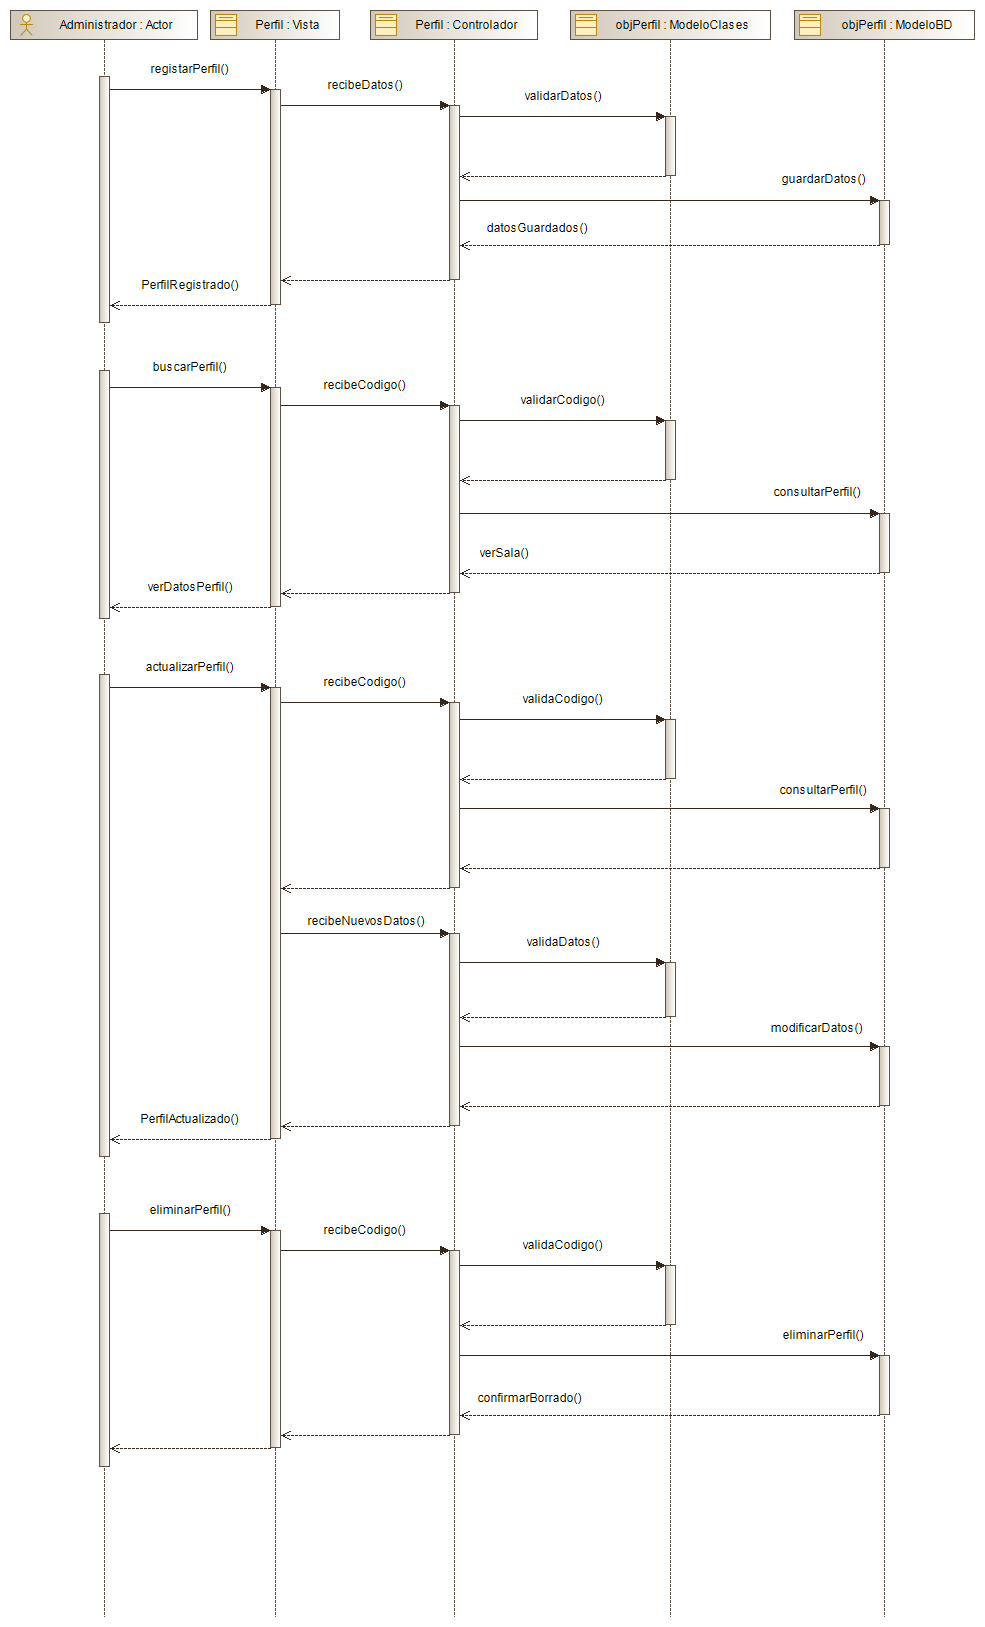 Administrador : Actor
Perfil : Vista
Perfil : Controlador
objPerfil : ModeloClases
objPerfil : ModeloBD
registarPerfil()
recibeDatos()
validarDatos()
guardarDatos()
datosGuardados()
PerfilRegistrado()
buscarPerfil()
recibeCodigo()
validarCodigo()
consultarPerfil()
verSala()
verDatosPerfil()
actualizarPerfil()
recibeCodigo()
validaCodigo()
consultarPerfil()
recibeNuevosDatos()
validaDatos()
modificarDatos()
PerfilActualizado()
eliminarPerfil()
recibeCodigo()
validaCodigo()
eliminarPerfil()
confirmarBorrado()